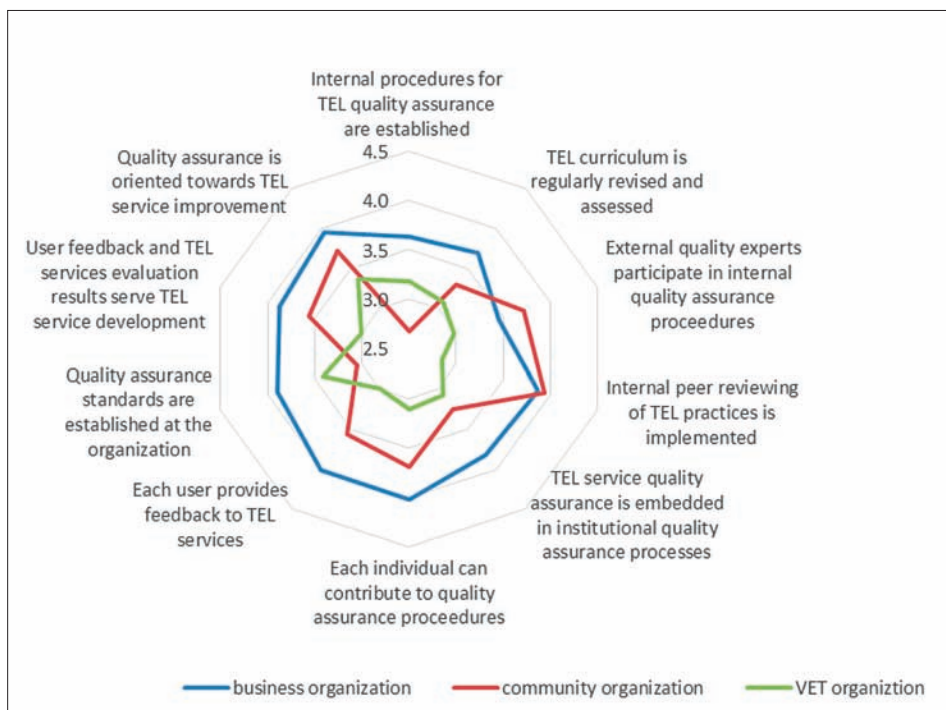 Internal procedures for
TEL quality assurance
are established
4.5
4.0
3.5
3.0
2.5
TEL curriculum is
regularly revised and
assessed
External quality experts
participate in internal
quality assurance
proceedures
Internal peer reviewing
of TEL practices is
implemented
TEL service quality
assurance is embedded
in institutional quality
assurance processes
Each individual can
contribute to quality
assurance proceedures
Each user provides
feedback to TEL
services
Quality assurance
standards are
established at the
organization
User feedback and TEL
services evaluation
results serve TEL
service development
Quality assurance is
oriented towards TEL
service improvement
business organization
community organization
VET organiztion